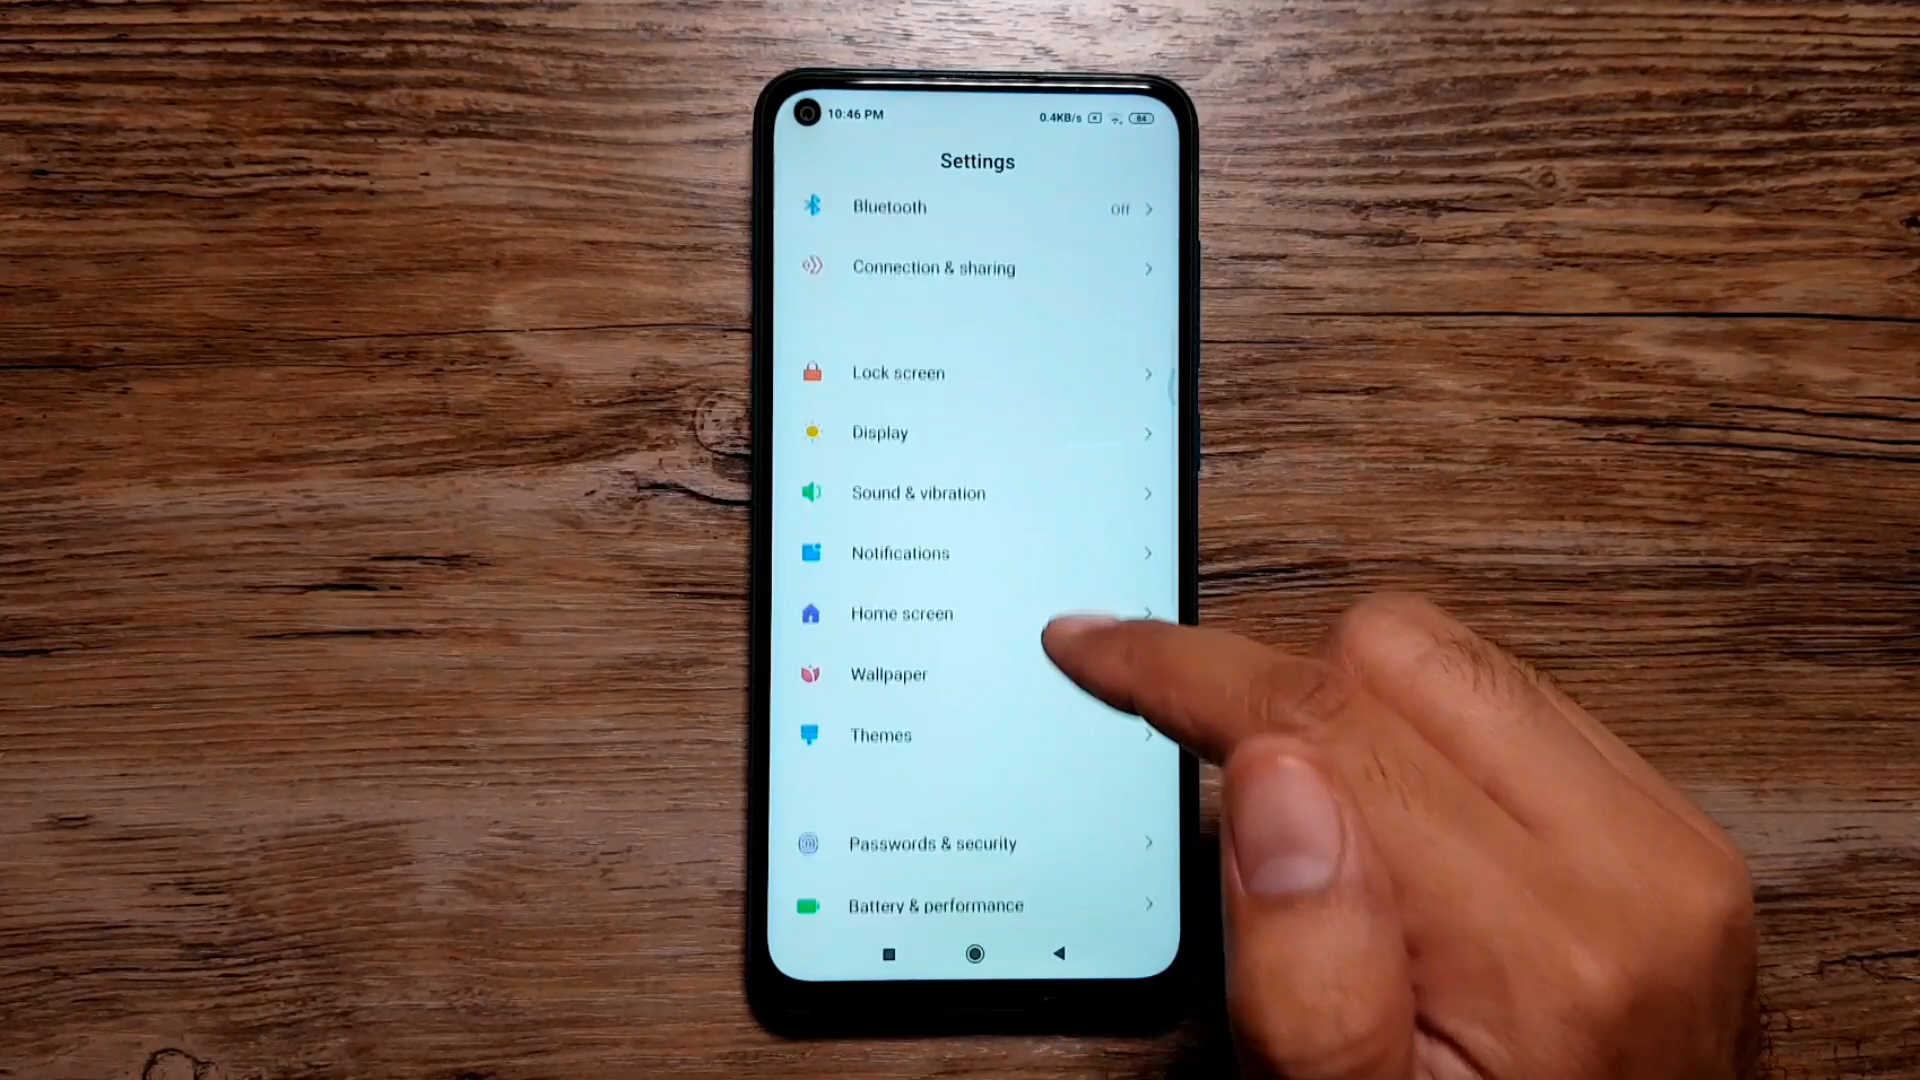 10:46 PM 0.4KB/s 84
Settings
Bluetooth Off
Connection & sharing
Lock screen
Display
Sound & vibration
Notifications
Home screen
Wallpaper
Themes
Passwords & security
Battery & performance